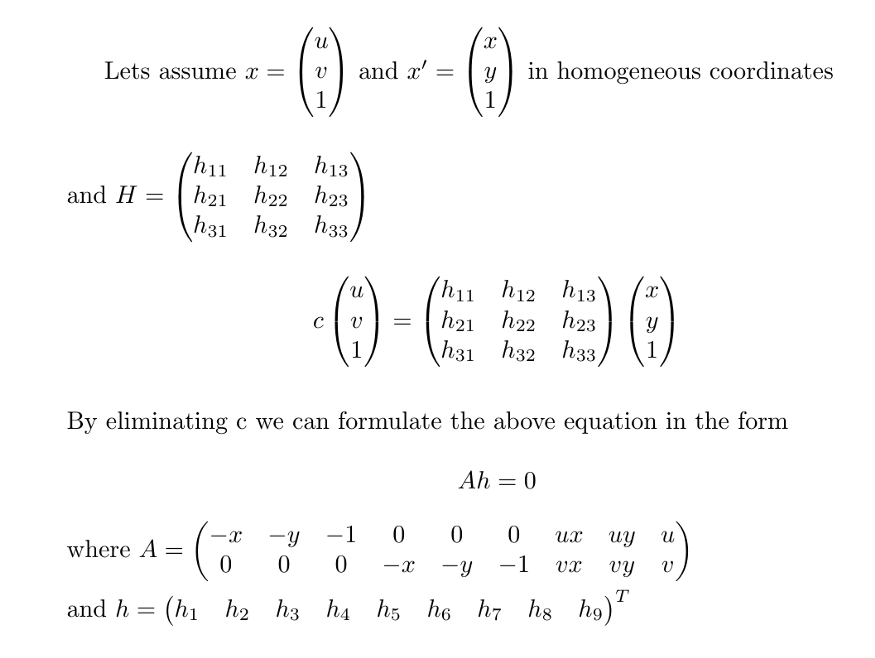 Lets assume $x = \begin{pmatrix} u \\ v \\ 1 \end{pmatrix}$ and $x' = \begin{pmatrix} x \\ y \\ 1 \end{pmatrix}$ in homogeneous coordinates
and $H = \begin{pmatrix} h_{11} & h_{12} & h_{13} \\ h_{21} & h_{22} & h_{23} \\ h_{31} & h_{32} & h_{33} \end{pmatrix}$
$c \begin{pmatrix} u \\ v \\ 1 \end{pmatrix} = \begin{pmatrix} h_{11} & h_{12} & h_{13} \\ h_{21} & h_{22} & h_{23} \\ h_{31} & h_{32} & h_{33} \end{pmatrix} \begin{pmatrix} x \\ y \\ 1 \end{pmatrix}$
By eliminating c we can formulate the above equation in the form
$Ah = 0$
where $A = \begin{pmatrix} -x & -y & -1 & 0 & 0 & 0 & ux & uy & u \\ 0 & 0 & 0 & -x & -y & -1 & vx & vy & v \end{pmatrix}$
and $h = \begin{pmatrix} h_1 & h_2 & h_3 & h_4 & h_5 & h_6 & h_7 & h_8 & h_9 \end{pmatrix}^T$